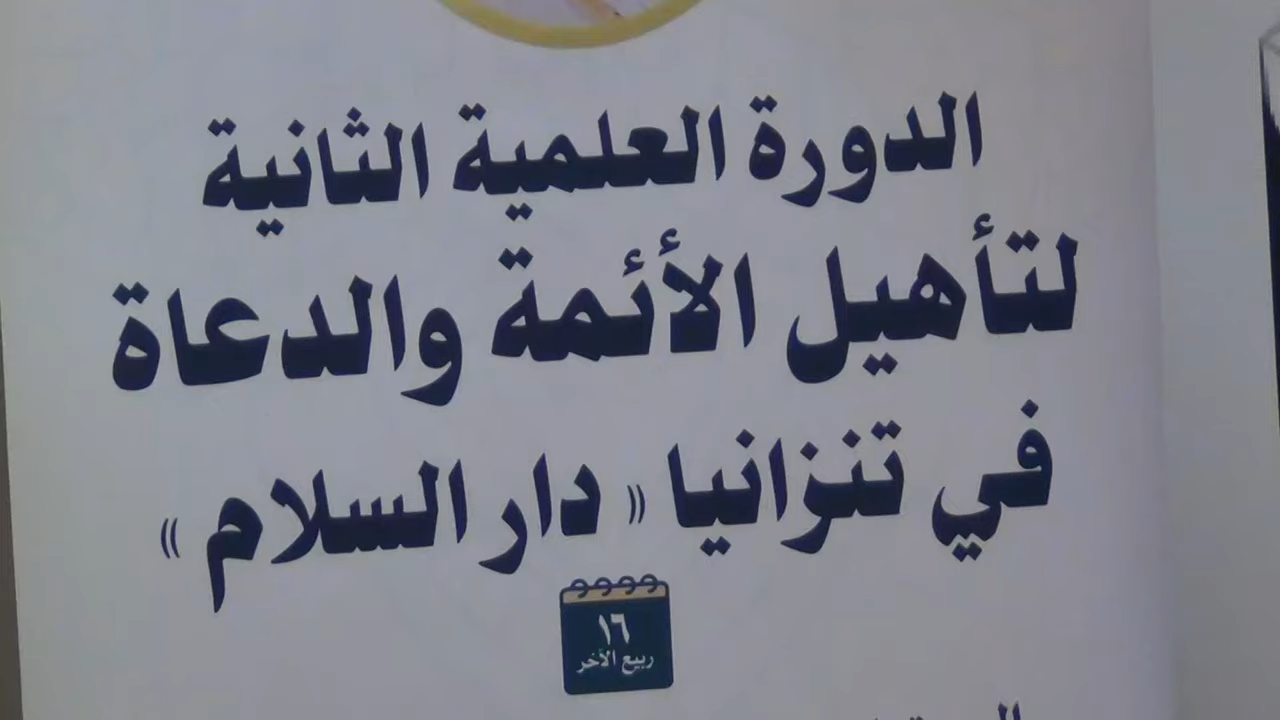 الدورة العلمية الثانية
لتأهيل الأئمة والدعاة
في تنزانيا « دار السلام »
١٦
ربيع الآخر